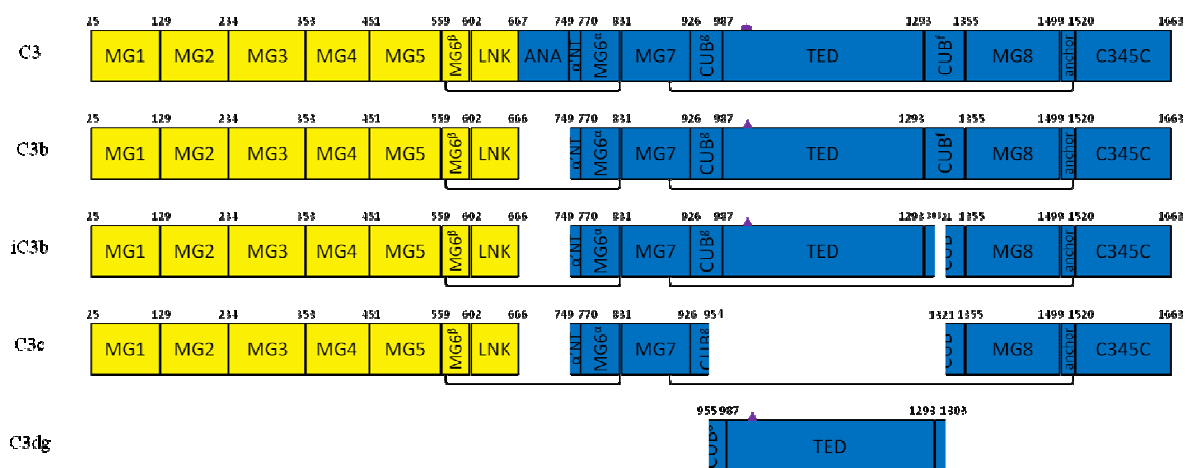 25 129 234 353 451 559 602 667 749 770 831 926 987 1293 1355 1499 1520 1663
C3 MG1 MG2 MG3 MG4 MG5 MG6β LNK ANA α'NT MG6α MG7 CUBg TED CUBf MG8 anchor C345C
25 129 234 353 451 559 602 666 749 770 831 926 987 1293 1355 1499 1520 1663
C3b MG1 MG2 MG3 MG4 MG5 MG6β LNK α'NT MG6α MG7 CUBg TED CUBf MG8 anchor C345C
25 129 234 353 451 559 602 666 749 770 831 926 987 1293 1355 1499 1520 1663
iC3b MG1 MG2 MG3 MG4 MG5 MG6β LNK α'NT MG6α MG7 CUBg TED CUB MG8 anchor C345C
25 129 234 353 451 559 602 666 749 770 831 926 954 1321 1355 1499 1520 1663
C3c MG1 MG2 MG3 MG4 MG5 MG6β LNK α'NT MG6α MG7 CUBg CUB MG8 anchor C345C
955 987 1293 1303
C3dg CUBg TED